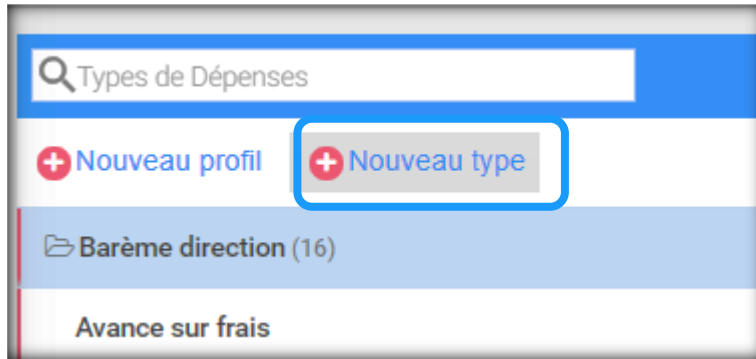 Types de Dépenses
Nouveau profil Nouveau type
Barème direction (16)
Avance sur frais